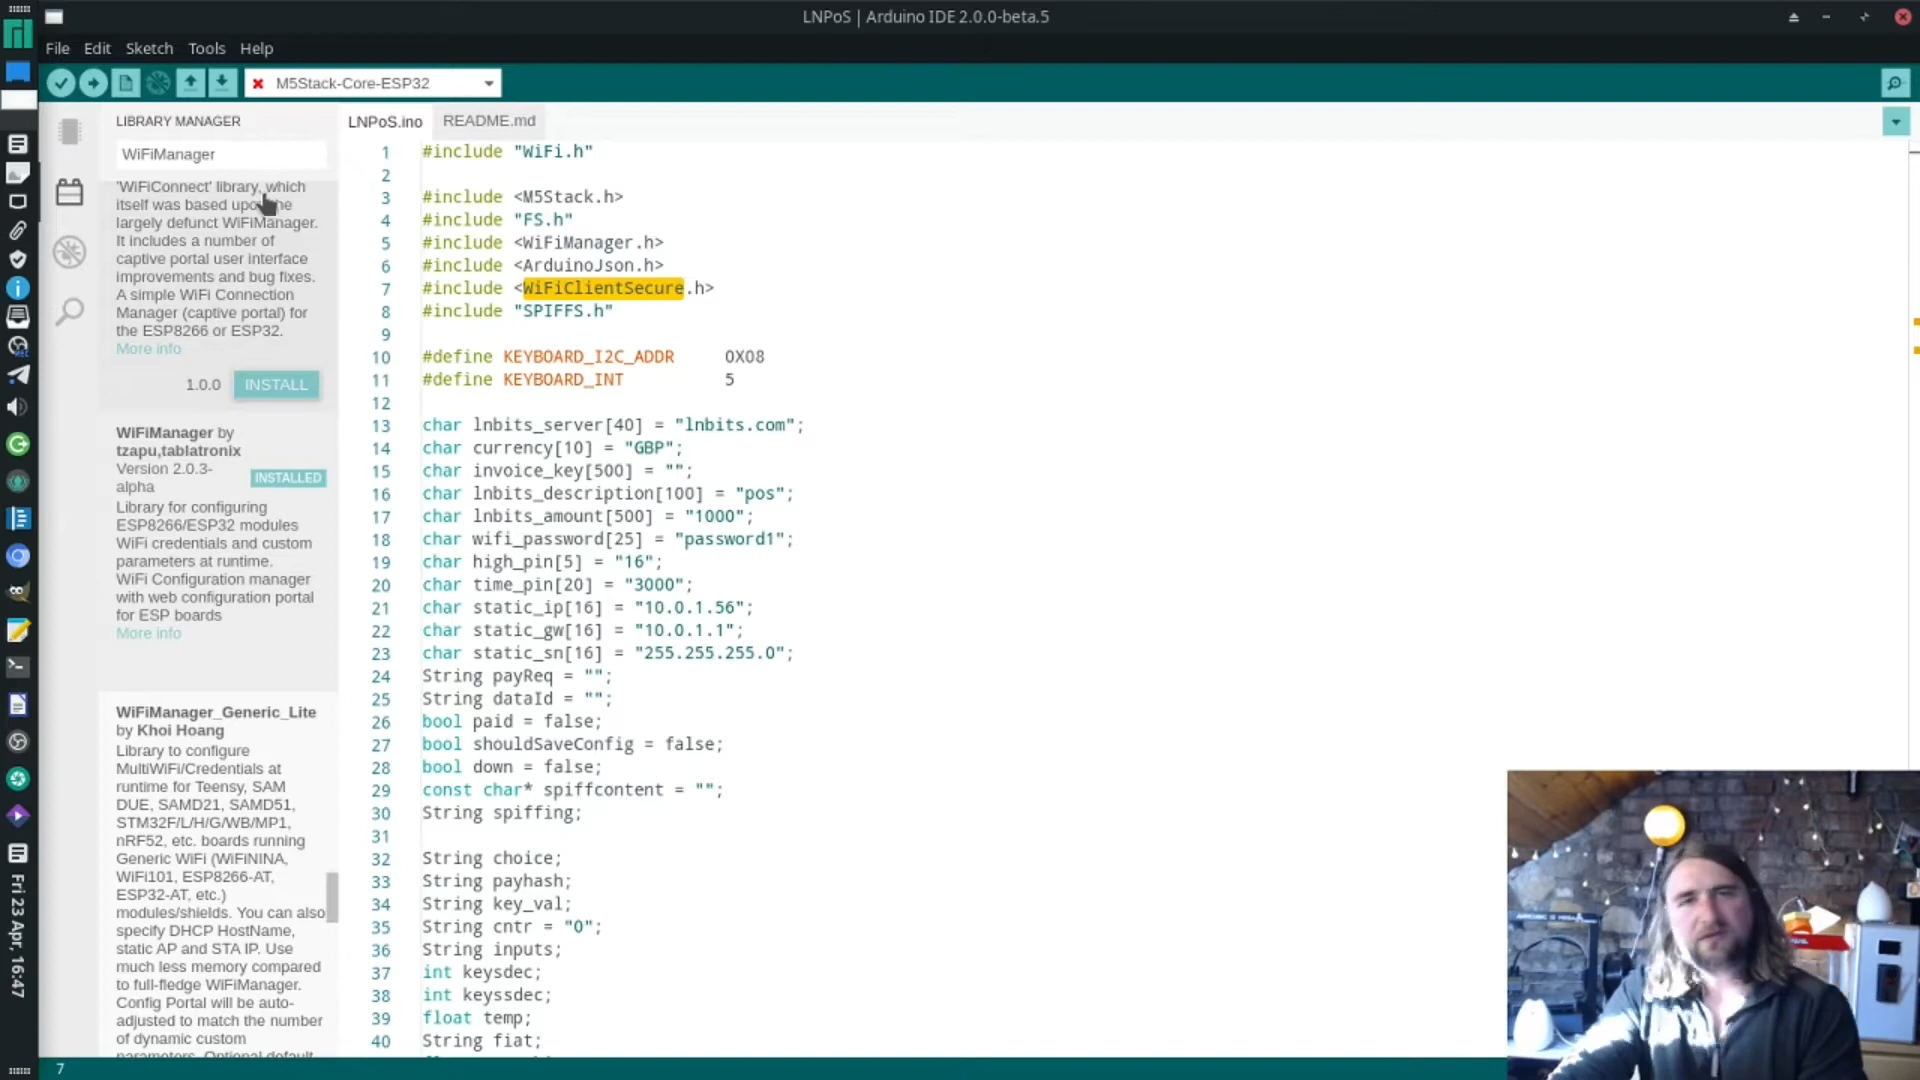 LNPoS | Arduino IDE 2.0.0-beta.5
File Edit Sketch Tools Help
M5Stack-Core-ESP32
LIBRARY MANAGER
WiFiManager
'WiFiConnect' library, which
itself was based upon the
largely defunct WiFiManager.
It includes a number of
captive portal user interface
improvements and bug fixes.
A simple WiFi Connection
Manager (captive portal) for
the ESP8266 or ESP32.
More info
1.0.0 INSTALL
WiFiManager by
tzapu,tablatronix
Version 2.0.3-
alpha
INSTALLED
Library for configuring
ESP8266/ESP32 modules
WiFi credentials and custom
parameters at runtime.
WiFi Configuration manager
with web configuration portal
for ESP boards
More info
WiFiManager_Generic_Lite
by Khoi Hoang
Library to configure
MultiWiFi/Credentials at
runtime for Teensy, SAM
DUE, SAMD21, SAMD51,
STM32F/L/H/G/WB/MP1,
nRF52, etc. boards running
Generic WiFi (WiFiNINA,
WiFi101, ESP8266-AT,
ESP32-AT, etc.)
modules/shields. You can also
specify DHCP HostName,
static AP and STA IP. Use
much less memory compared
to full-fledge WiFiManager.
Config Portal will be auto-
adjusted to match the number
of dynamic custom
parameters. Optional default
LNPoS.ino README.md
1 #include "WiFi.h"
2
3 #include <M5Stack.h>
4 #include "FS.h"
5 #include <WiFiManager.h>
6 #include <ArduinoJson.h>
7 #include <WiFiClientSecure.h>
8 #include "SPIFFS.h"
9
10 #define KEYBOARD_I2C_ADDR 0X08
11 #define KEYBOARD_INT 5
12
13 char lnbits_server[40] = "lnbits.com";
14 char currency[10] = "GBP";
15 char invoice_key[500] = "";
16 char lnbits_description[100] = "pos";
17 char lnbits_amount[500] = "1000";
18 char wifi_password[25] = "password1";
19 char high_pin[5] = "16";
20 char time_pin[20] = "3000";
21 char static_ip[16] = "10.0.1.56";
22 char static_gw[16] = "10.0.1.1";
23 char static_sn[16] = "255.255.255.0";
24 String payReq = "";
25 String dataId = "";
26 bool paid = false;
27 bool shouldSaveConfig = false;
28 bool down = false;
29 const char* spiffcontent = "";
30 String spiffing;
31
32 String choice;
33 String payhash;
34 String key_val;
35 String cntr = "0";
36 String inputs;
37 int keysdec;
38 int keyssdec;
39 float temp;
40 String fiat;
7
Fri 23 Apr, 16:47